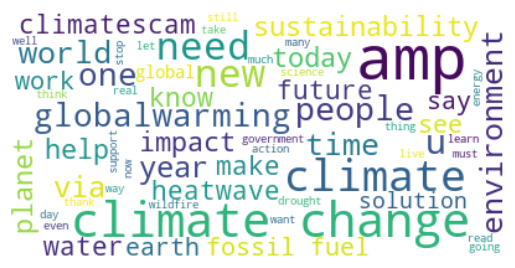 climatescam need sustainability
well still let take many
world stop new today amp
work one global much science energy
think real know future people say
globalwarming see environment
planet help support impact government action time u learn
thing must
via now year make climate live
way heatwave solution
thank wildfire drought
day climate change want
even water earth fossil fuel read
going